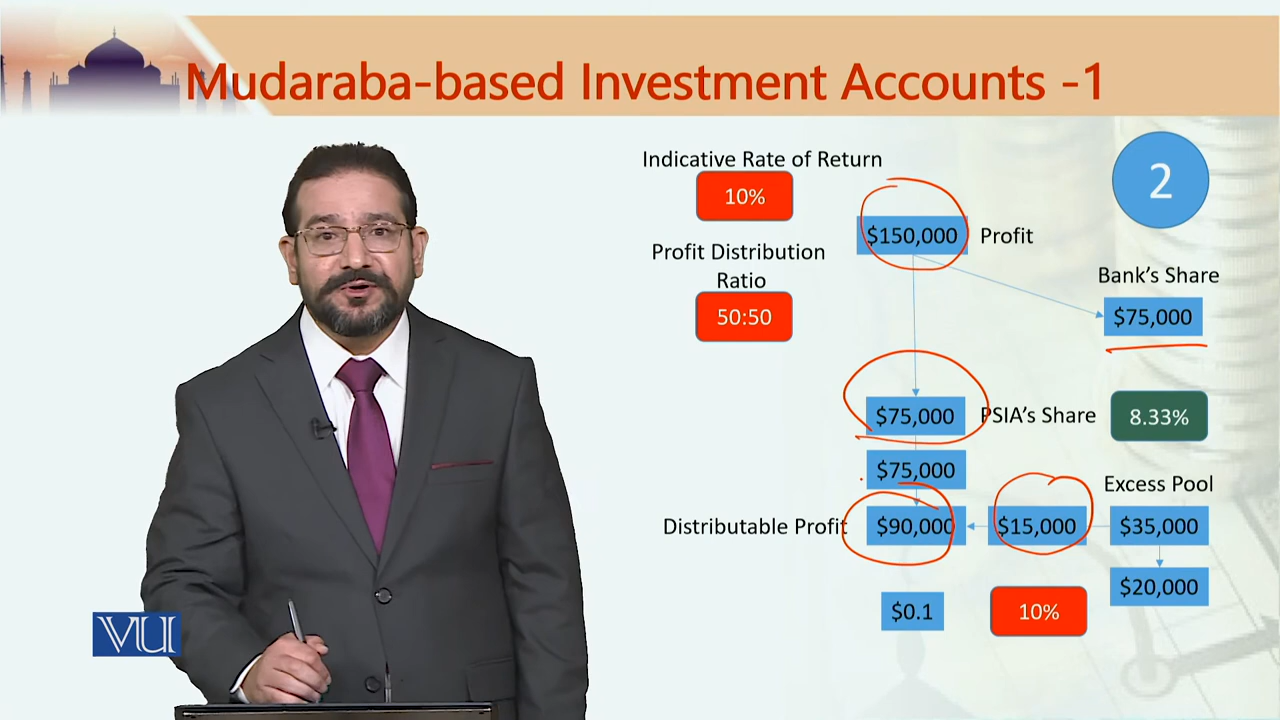 Mudaraba-based Investment Accounts -1
Indicative Rate of Return
10%
Profit Distribution
Ratio
50:50
2
$150,000 Profit
Bank's Share
$75,000
$75,000 PSIA's Share 8.33%
$75,000
Excess Pool
Distributable Profit $90,000 $15,000 $35,000
$20,000
$0.1 10%
VU